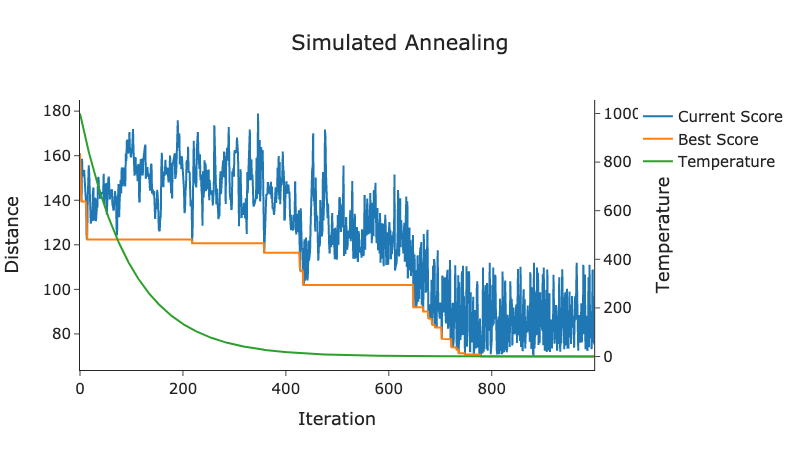 Simulated Annealing
180
160
140
120
100
80
Distance
0
200
400
600
800
Iteration
1000
800
600
400
200
0
Temperature
Current Score
Best Score
Temperature